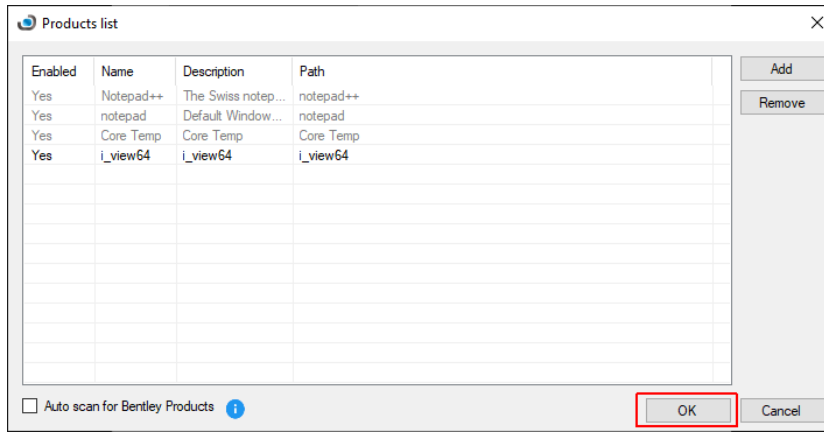 Products list
Enabled Name Description Path
Yes Notepad++ The Swiss notep... notepad++
Yes notepad Default Window... notepad
Yes Core Temp Core Temp Core Temp
Yes i_view64 i_view64 i_view64
Add
Remove
Auto scan for Bentley Products
OK
Cancel